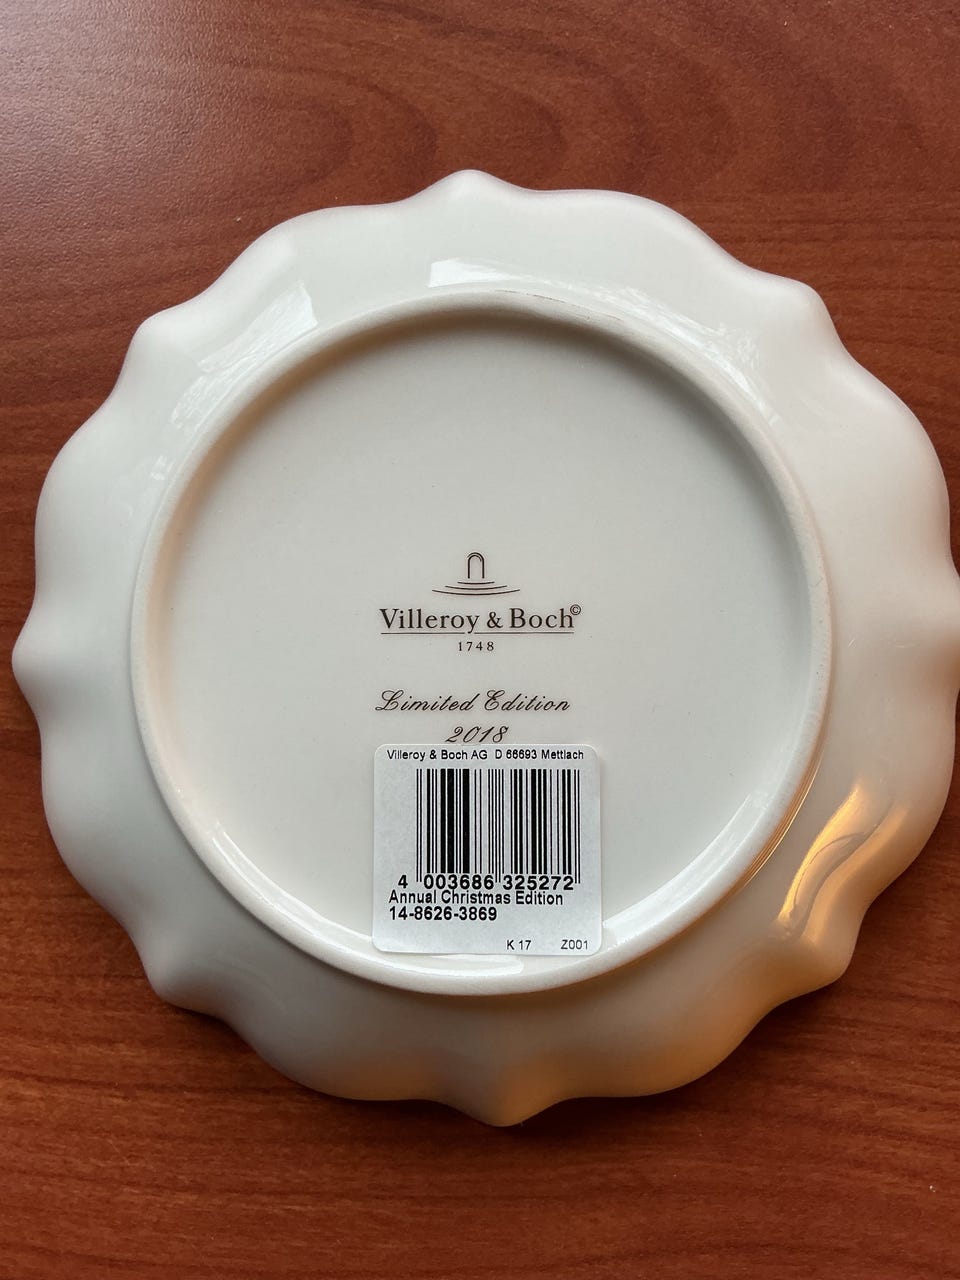 Villeroy & Boch©
1748
Limited Edition
2018
Villeroy & Boch AG D 66693 Mettlach
4 003686 325272
Annual Christmas Edition
14-8626-3869
K 17 Z001